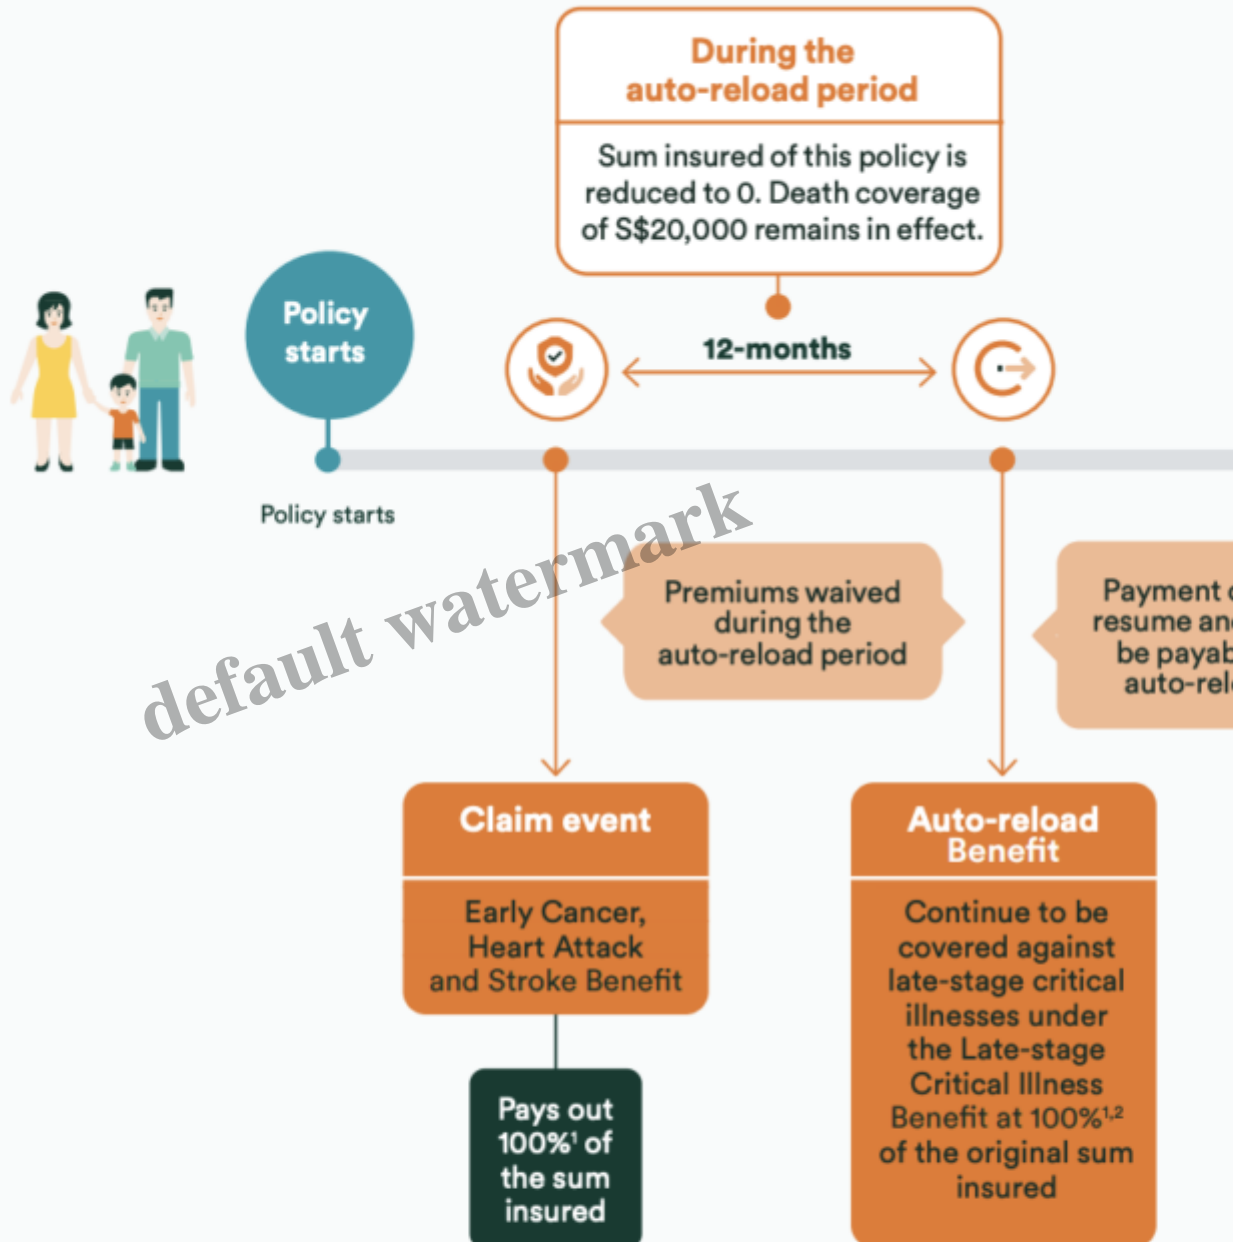 During the
auto-reload period
Sum insured of this policy is
reduced to 0. Death coverage
of S$20,000 remains in effect.
Policy
starts
12-months
Policy starts
default watermark
Premiums waived
during the
auto-reload period
Payment
resume
be
Claim event
Early Cancer,
Heart Attack
and Stroke Benefit
Pays out
100%¹ of
the sum
insured
Auto-reload
Benefit
Continue to be
covered against
late-stage critical
illnesses under
the Late-stage
Critical Illness
Benefit at 100%¹,²
of the original sum
insured